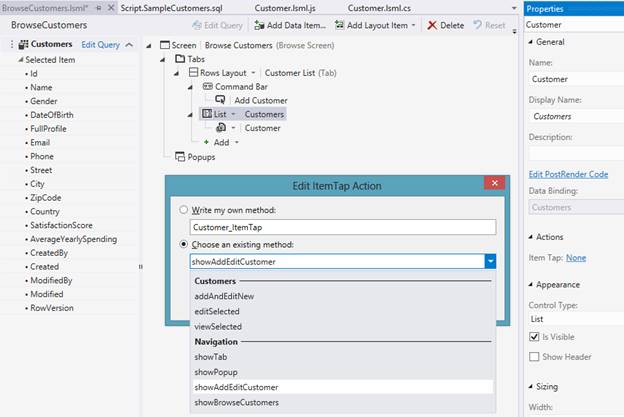 BrowseCustomers.lsml*
Script.SampleCustomers.sql
Customer.lsml.js
Customer.lsml.cs
BrowseCustomers
Edit Query
Add Data Item...
Add Layout Item
Delete
Reset
Customers Edit Query
Selected Item
Id
Name
Gender
DateOfBirth
FullProfile
Email
Phone
Street
City
ZipCode
Country
SatisfactionScore
AverageYearlySpending
CreatedBy
Created
ModifiedBy
Modified
RowVersion
Screen Browse Customers (Browse Screen)
Tabs
Rows Layout Customer List (Tab)
Command Bar
Add Customer
List Customers
Customer
+ Add
Popups
Edit ItemTap Action
Write my own method:
Customer_ItemTap
Choose an existing method:
showAddEditCustomer
Customers
addAndEditNew
editSelected
viewSelected
Navigation
showTab
showPopup
showAddEditCustomer
showBrowseCustomers
Properties
Customer
General
Name:
Customer
Display Name:
Customers
Description:
Edit PostRender Code
Data Binding:
Customers
Actions
Item Tap: None
Appearance
Control Type:
List
Is Visible
Show Header
Sizing
Width: